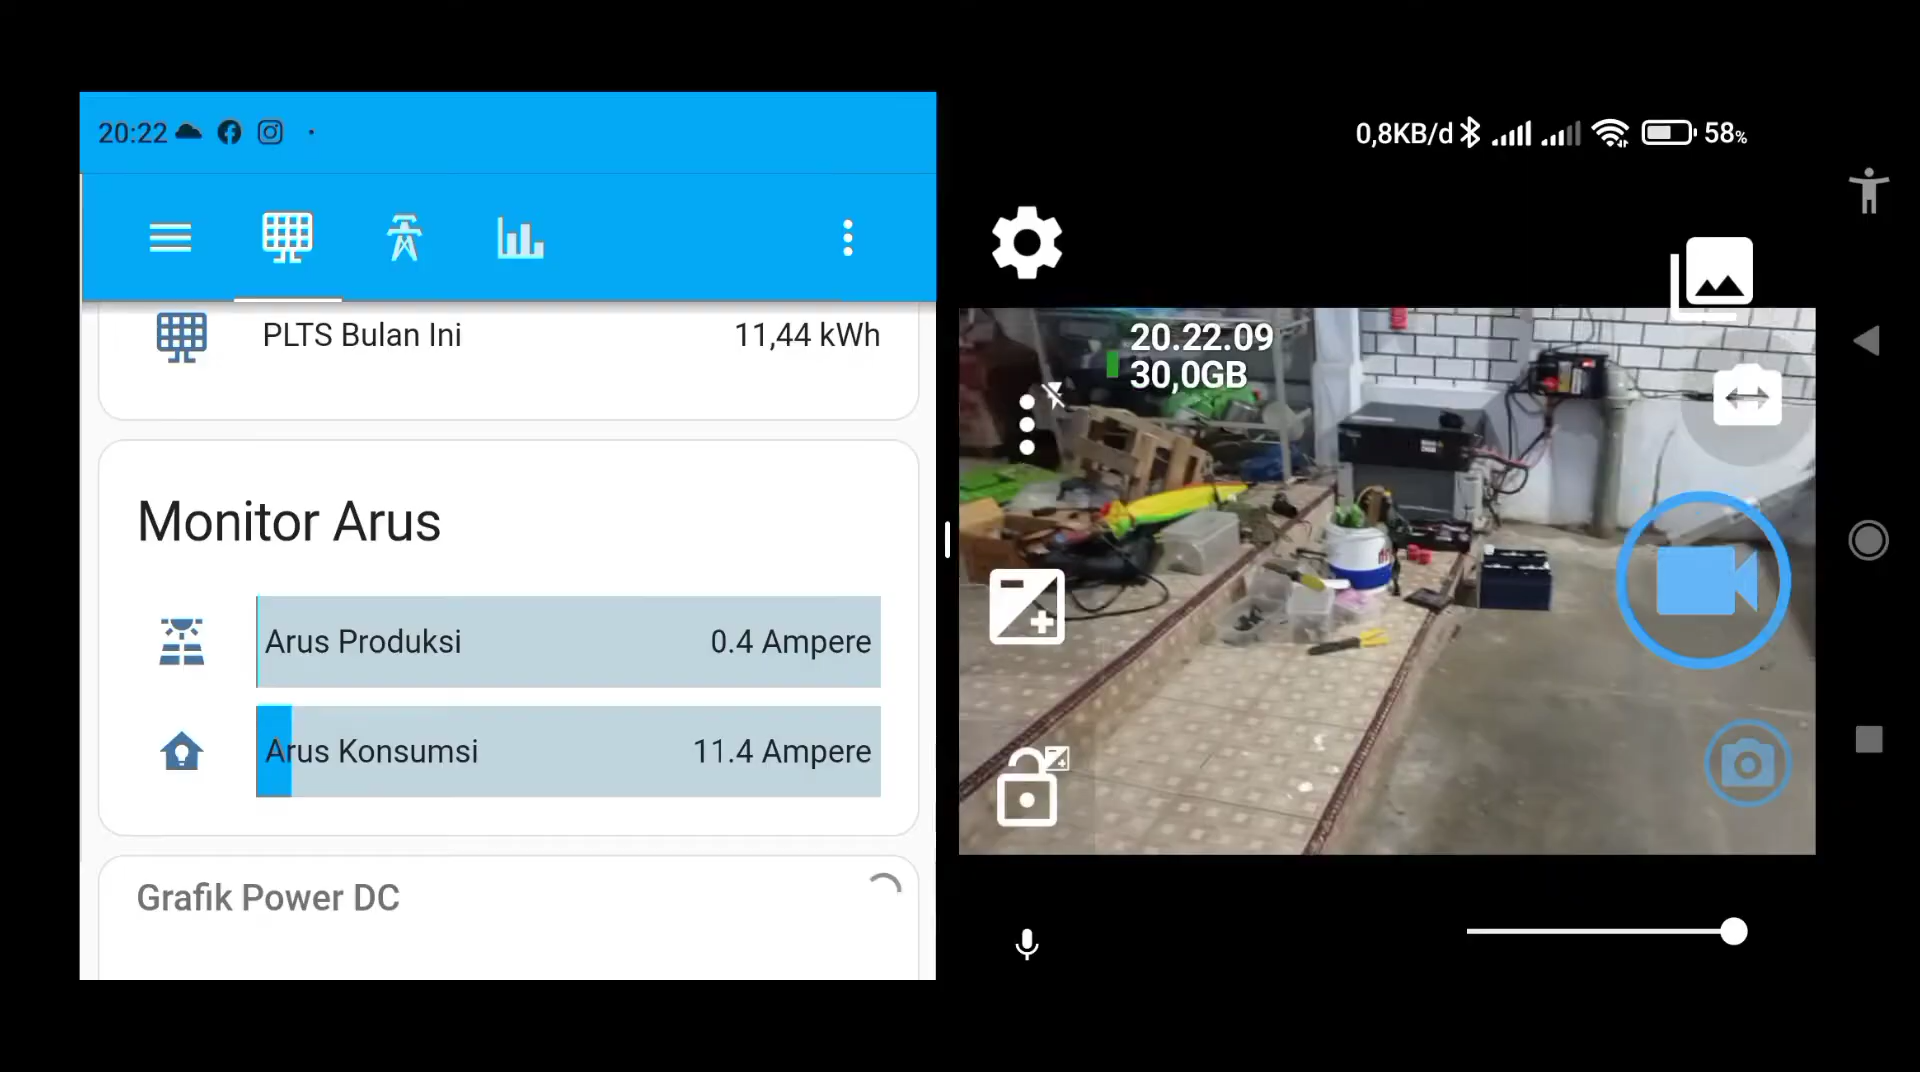 20:22
0,8KB/d 58%
PLTS Bulan Ini 11,44 kWh
Monitor Arus
Arus Produksi 0.4 Ampere
Arus Konsumsi 11.4 Ampere
Grafik Power DC
20.22.09
30,0GB